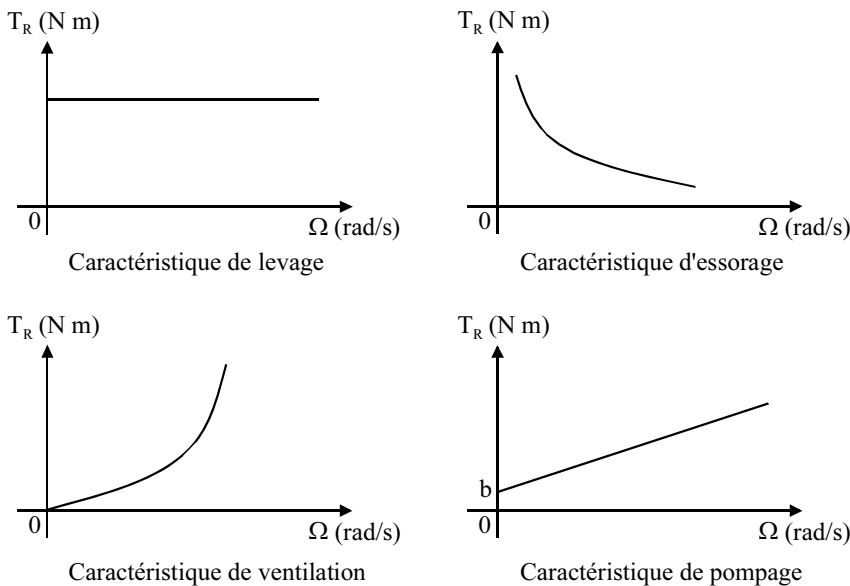 T_R (N m)
0
Ω (rad/s)
Caractéristique de levage
T_R (N m)
0
Ω (rad/s)
Caractéristique d'essorage
T_R (N m)
0
Ω (rad/s)
Caractéristique de ventilation
T_R (N m)
b
0
Ω (rad/s)
Caractéristique de pompage